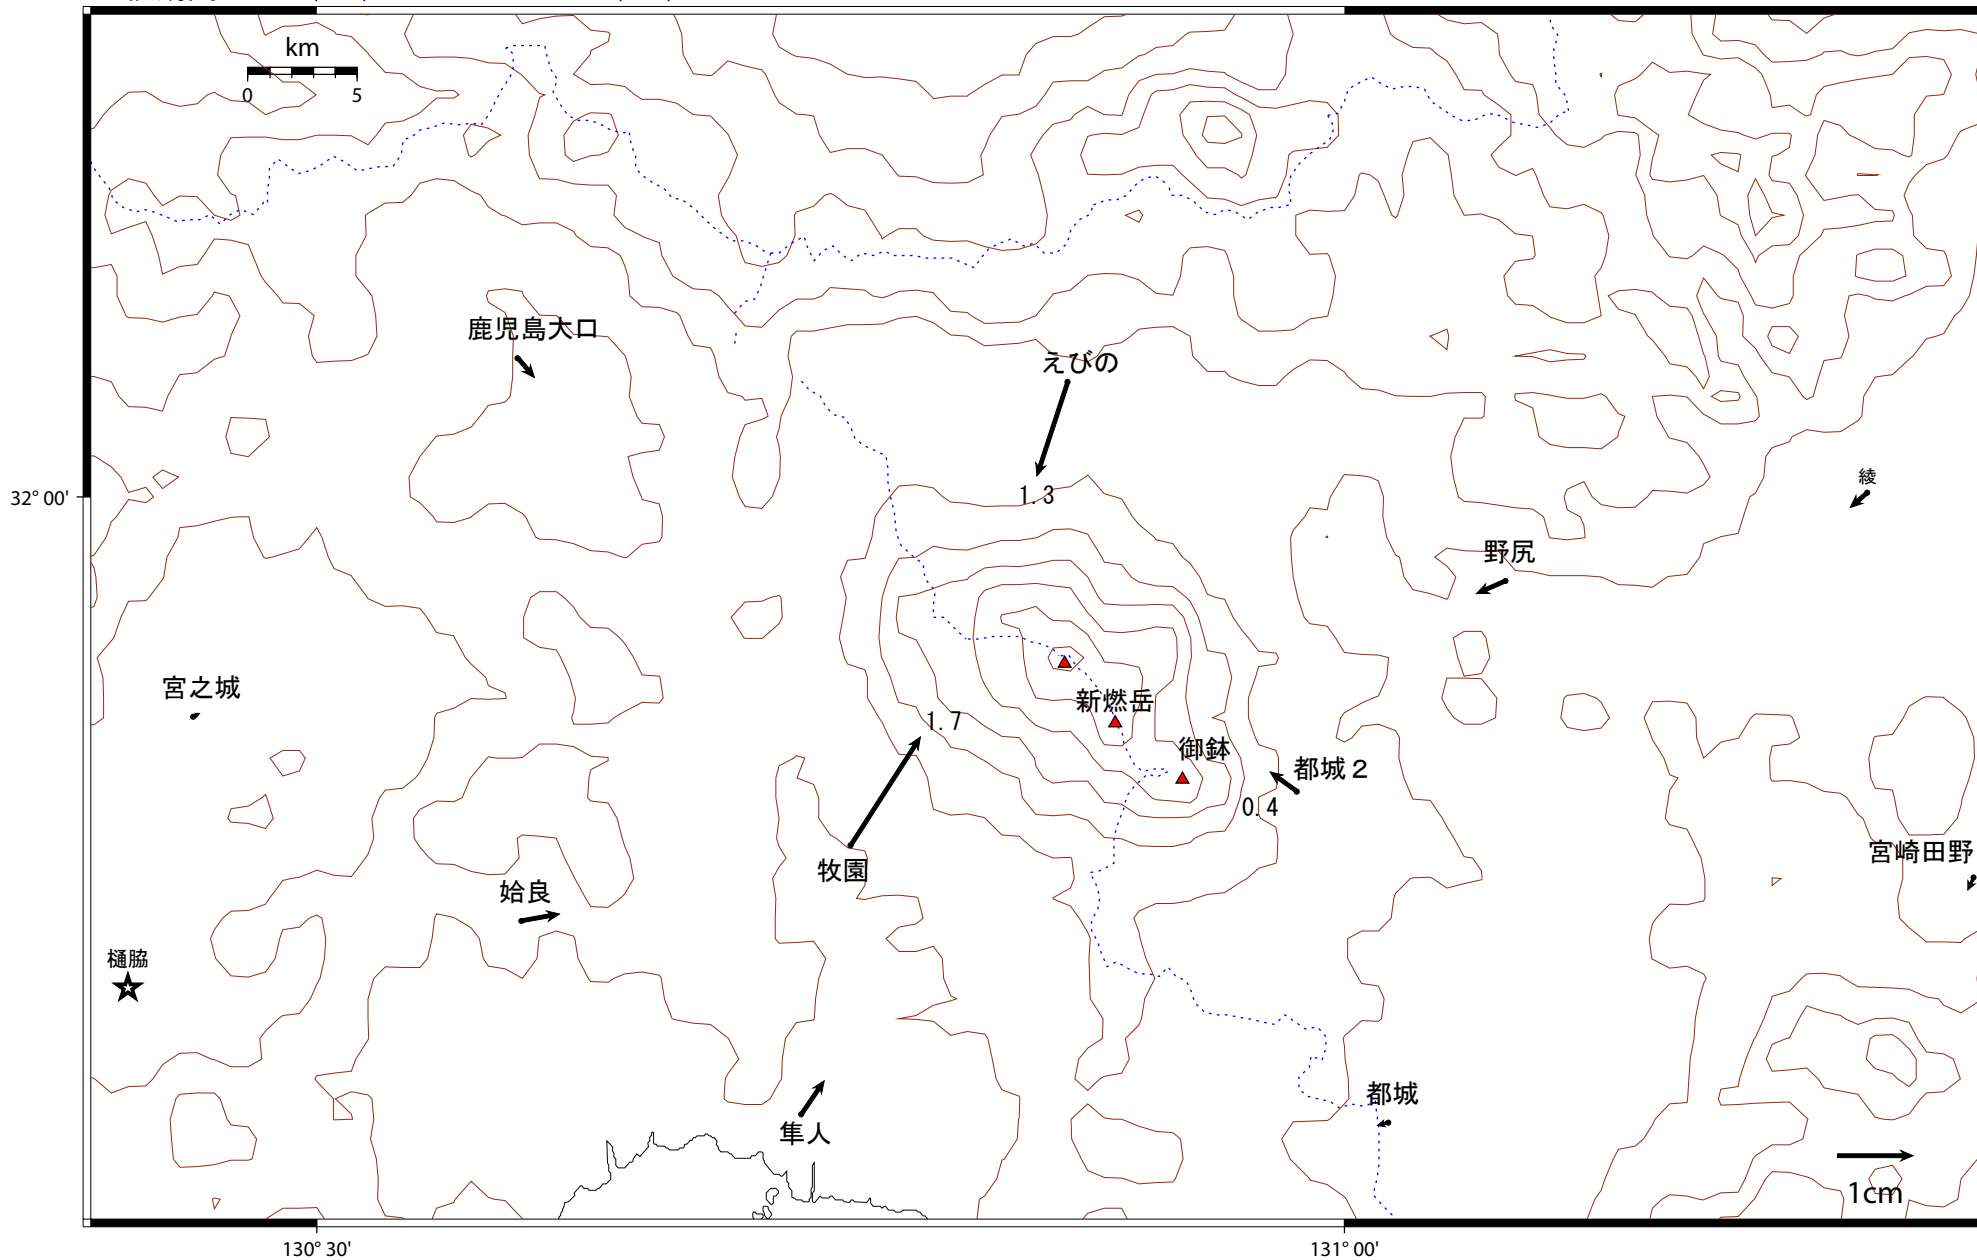 km
0 5
鹿児島大口
えびの
1.3
32° 00'
綾
野尻
宮之城
新燃岳
1.7
御鉢
都城2
0.4
宮崎田野
牧園
姶良
樋脇
都城
隼人
1cm
130° 30'
131° 00'